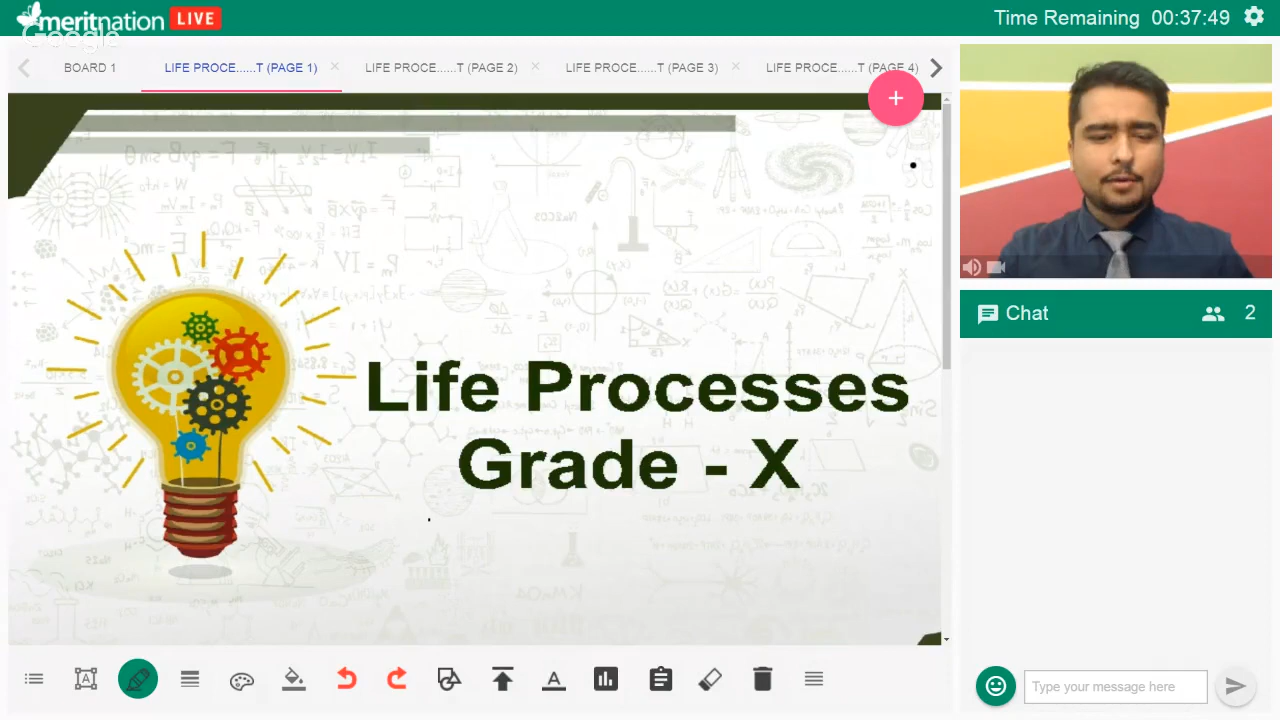 meritnation LIVE
Google
Time Remaining 00:37:49
BOARD 1
LIFE PROCE......T (PAGE 1)
LIFE PROCE......T (PAGE 2)
LIFE PROCE......T (PAGE 3)
LIFE PROCE......T (PAGE 4)
Life Processes
Grade - X
Chat
2
Type your message here